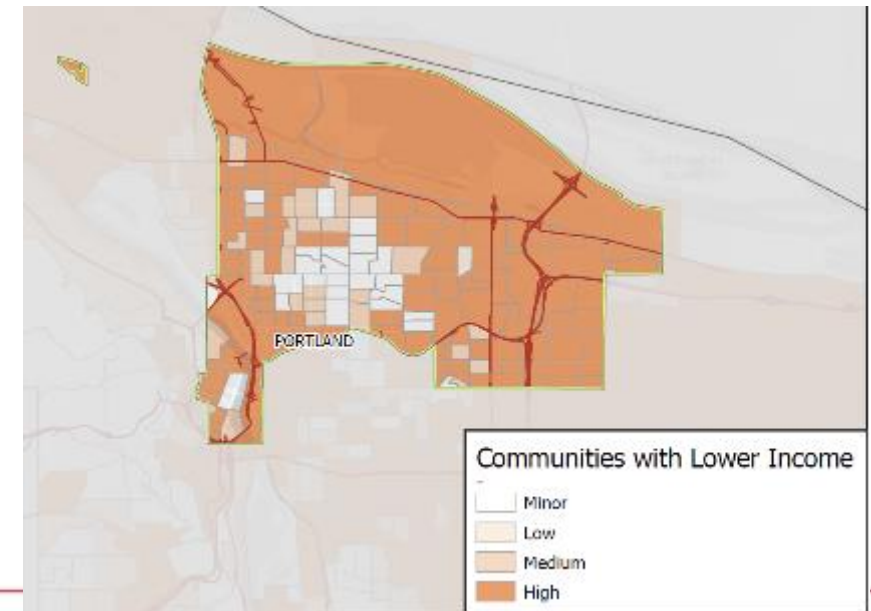 PORTLAND
Communities with Lower Income
Minor
Low
Medium
High